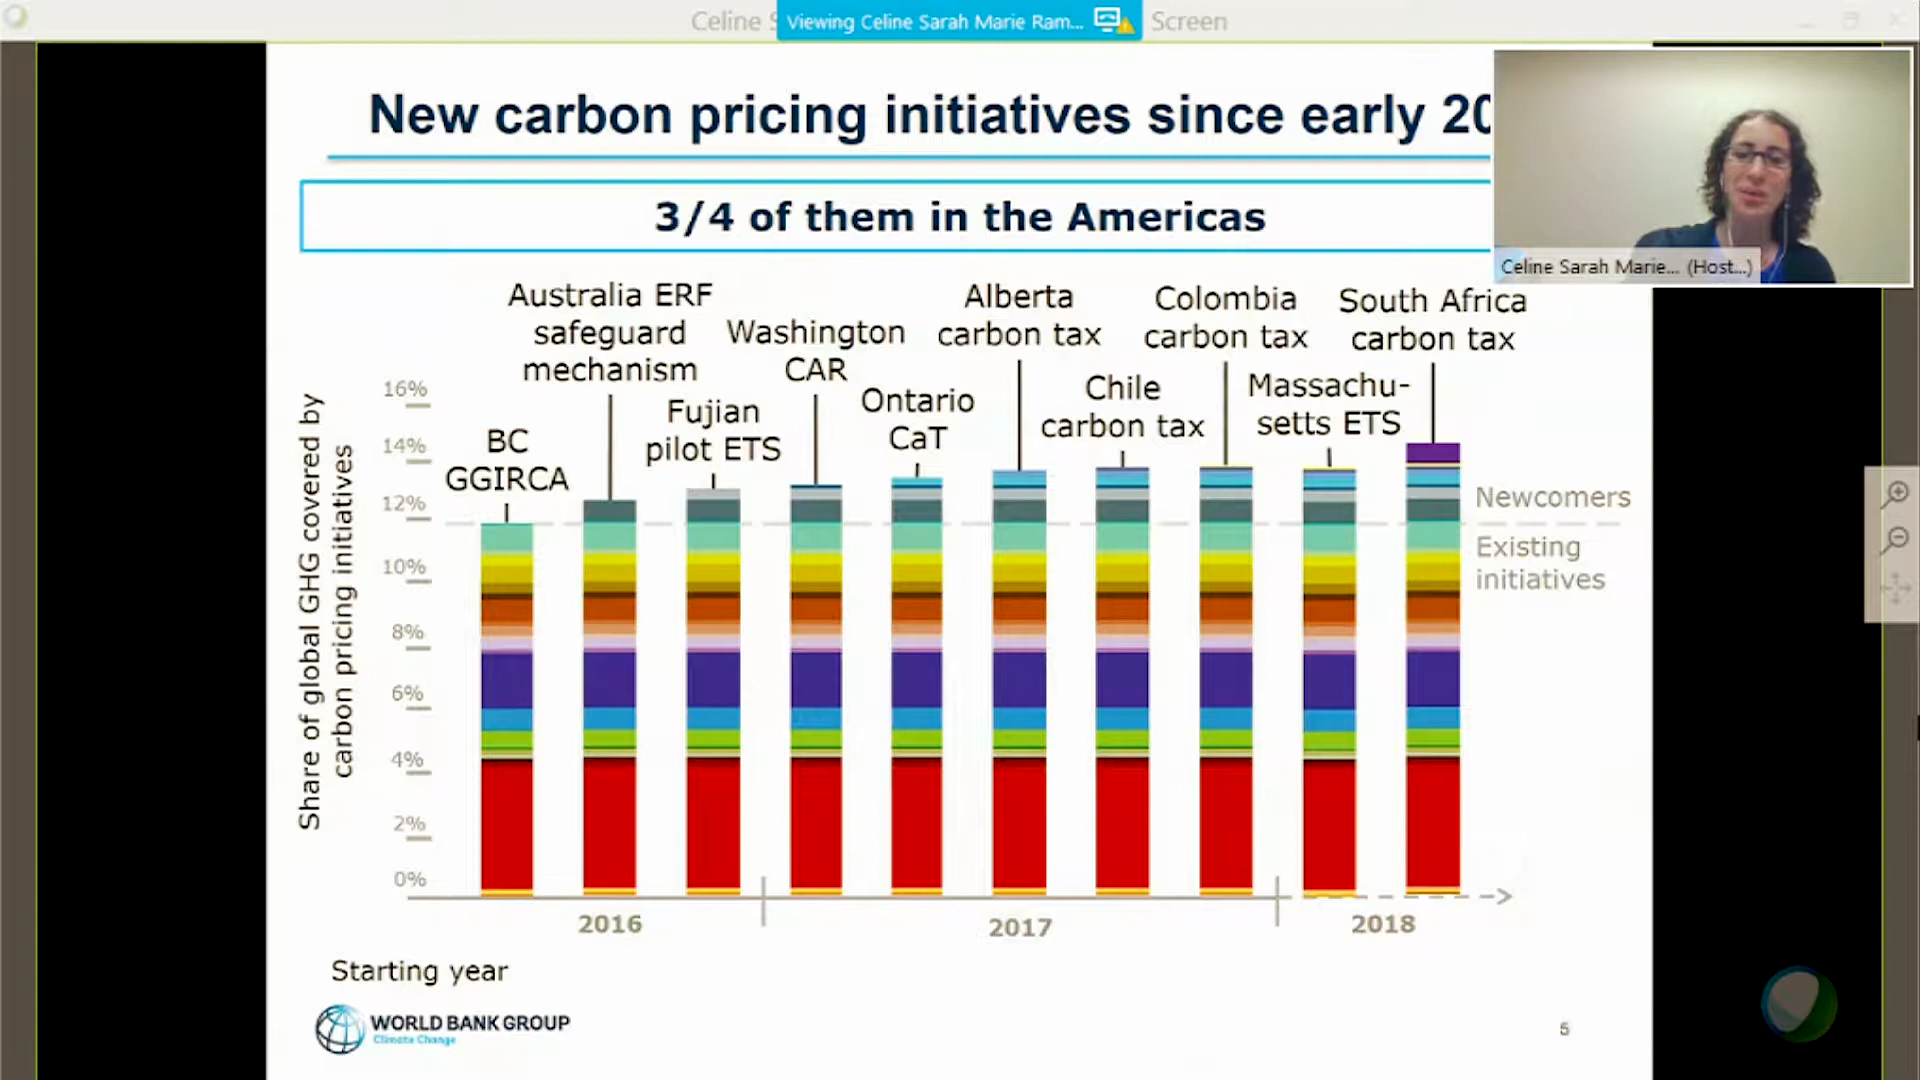 Celine S
Viewing Celine Sarah Marie Ram...
Screen
New carbon pricing initiatives since early 20
3/4 of them in the Americas
Celine Sarah Marie... (Host...)
Australia ERF
safeguard
mechanism
Washington
CAR
Alberta
carbon tax
Colombia
carbon tax
South Africa
carbon tax
BC
GGIRCA
Fujian
pilot ETS
Ontario
CaT
Chile
carbon tax
Massachu-
setts ETS
Share of global GHG covered by
carbon pricing initiatives
16%
14%
12%
10%
8%
6%
4%
2%
0%
Newcomers
Existing
initiatives
2016
2017
2018
Starting year
WORLD BANK GROUP
Climate Change
5